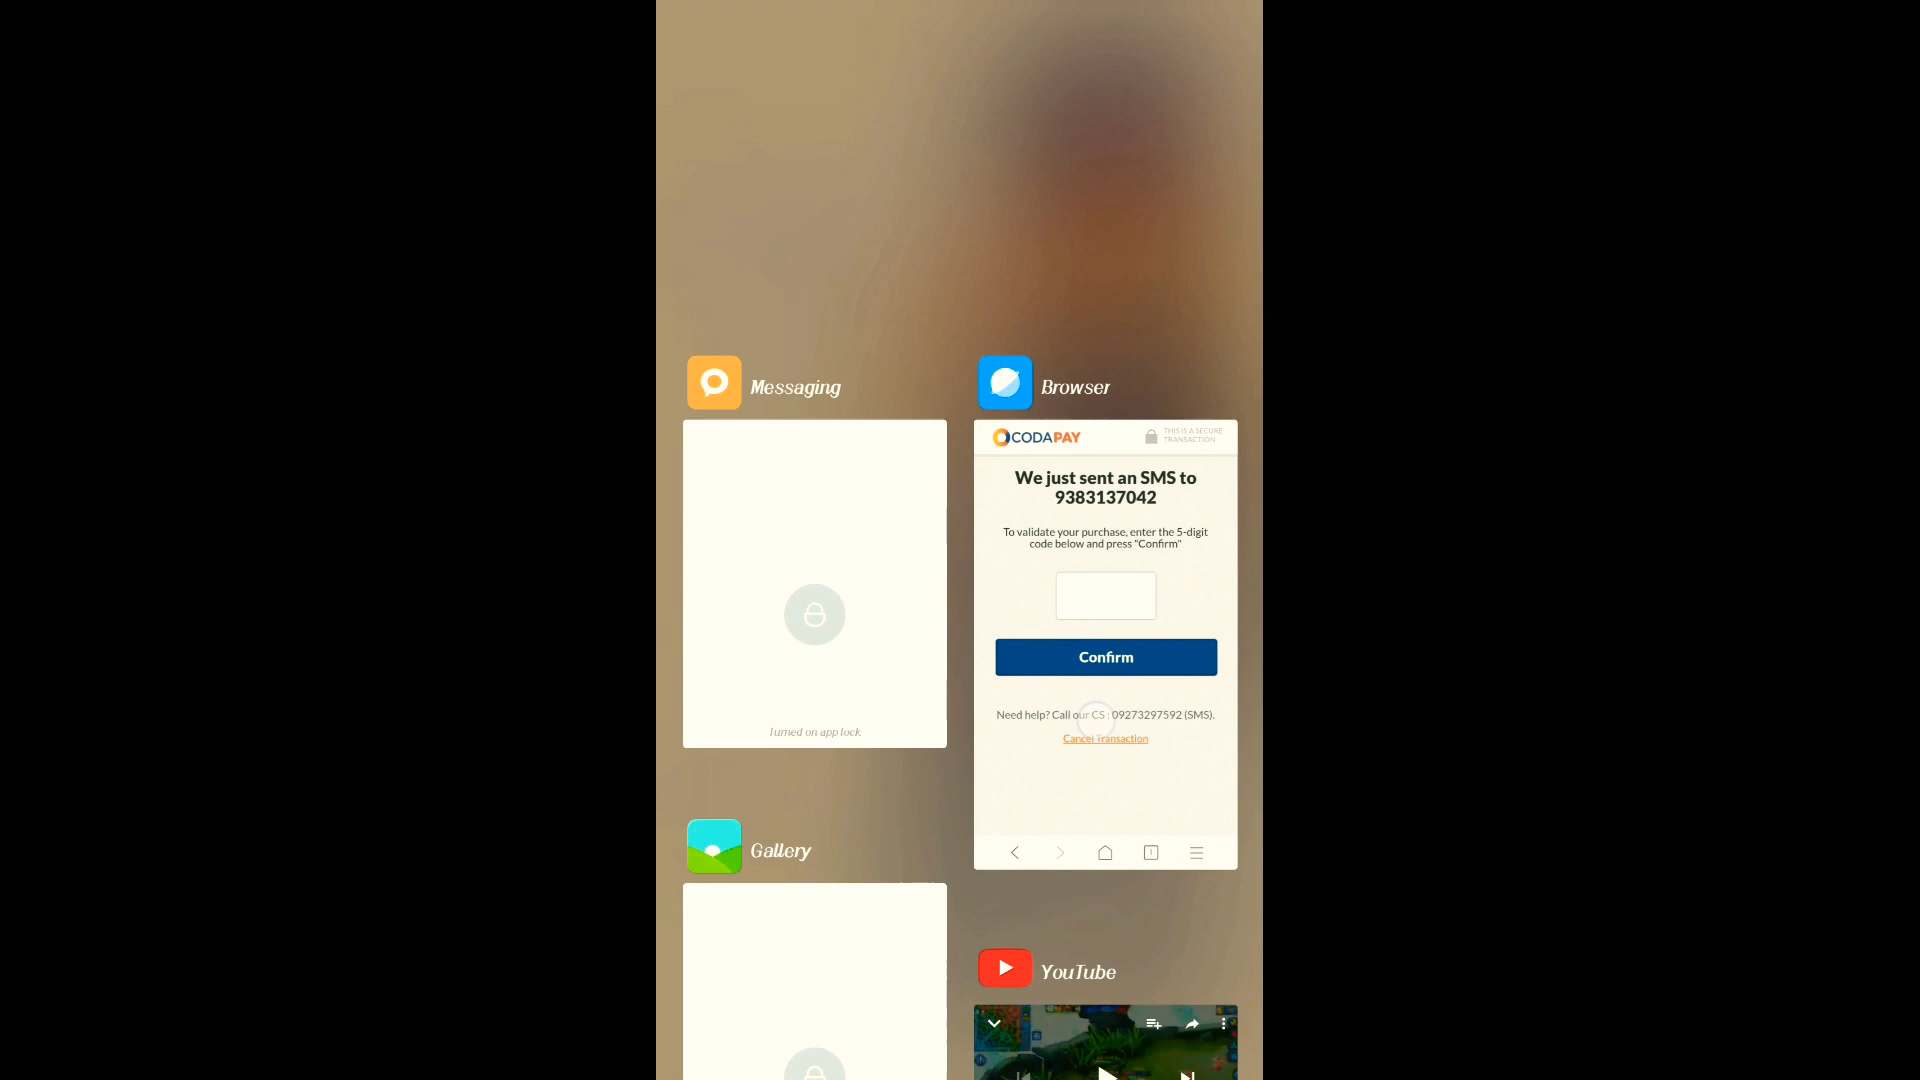 Messaging
Browser
CODAPAY
THIS IS A SECURE
TRANSACTION
We just sent an SMS to
9383137042
To validate your purchase, enter the 5-digit
code below and press "Confirm"
Confirm
Need help? Call our CS : 09273297592 (SMS).
Cancel Transaction
1
Turned on app lock
Gallery
YouTube